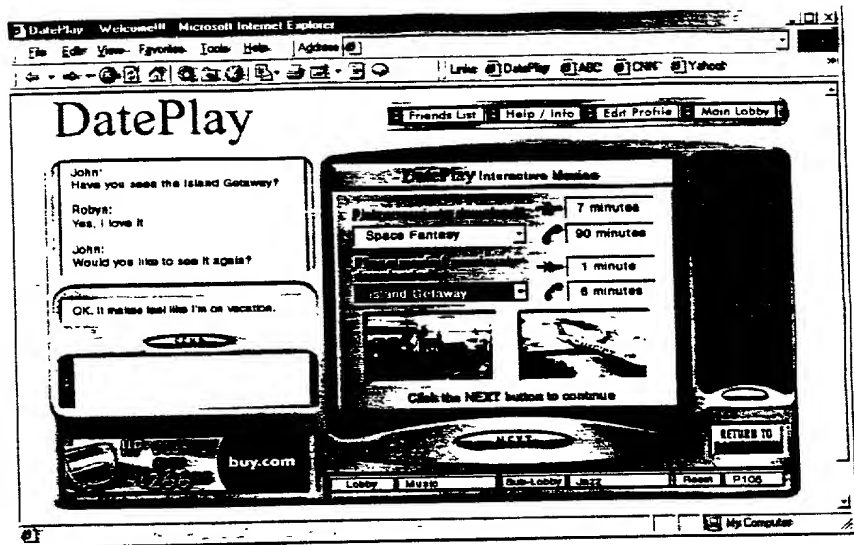 DatePlay - Welcome!!! - Microsoft Internet Explorer
File Edit View Favorites Tools Help Address
Links DatePlay ABC CNN Yahoo!
DatePlay
Friends List Help / Info Edit Profile Main Lobby
John:
Have you seen the Island Getaway?
Robyn:
Yes, I love it
John:
Would you like to see it again?
OK. It makes feel like I'm on vacation.
DatePlay Interactive Movies
7 minutes
Space Fantasy
90 minutes
1 minute
Island Getaway
6 minutes
Click the NEXT button to continue
NEXT
RETURN TO
buy.com
Lobby Music Sub-Lobby Jazz Room P105
My Computer